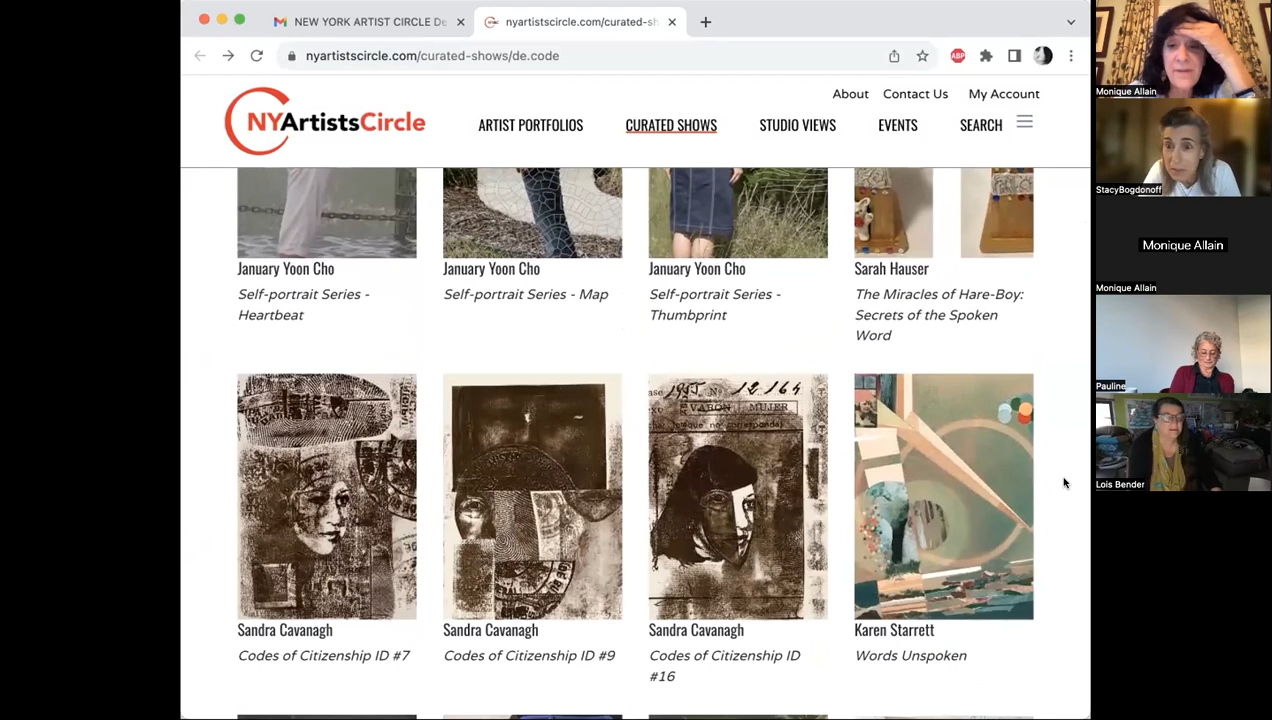 NEW YORK ARTIST CIRCLE De
nyartistscircle.com/curated-sh
nyartistscircle.com/curated-shows/de.code
ABP
About
Contact Us
My Account
NYArtistsCircle
ARTIST PORTFOLIOS
CURATED SHOWS
STUDIO VIEWS
EVENTS
SEARCH
January Yoon Cho
Self-portrait Series -
Heartbeat
January Yoon Cho
Self-portrait Series - Map
January Yoon Cho
Self-portrait Series -
Thumbprint
Sarah Hauser
The Miracles of Hare-Boy:
Secrets of the Spoken
Word
VARON MUJER
Sandra Cavanagh
Codes of Citizenship ID #7
Sandra Cavanagh
Codes of Citizenship ID #9
Sandra Cavanagh
Codes of Citizenship ID
#16
Karen Starrett
Words Unspoken
Monique Allain
StacyBogdonoff
Monique Allain
Monique Allain
Pauline
Lois Bender